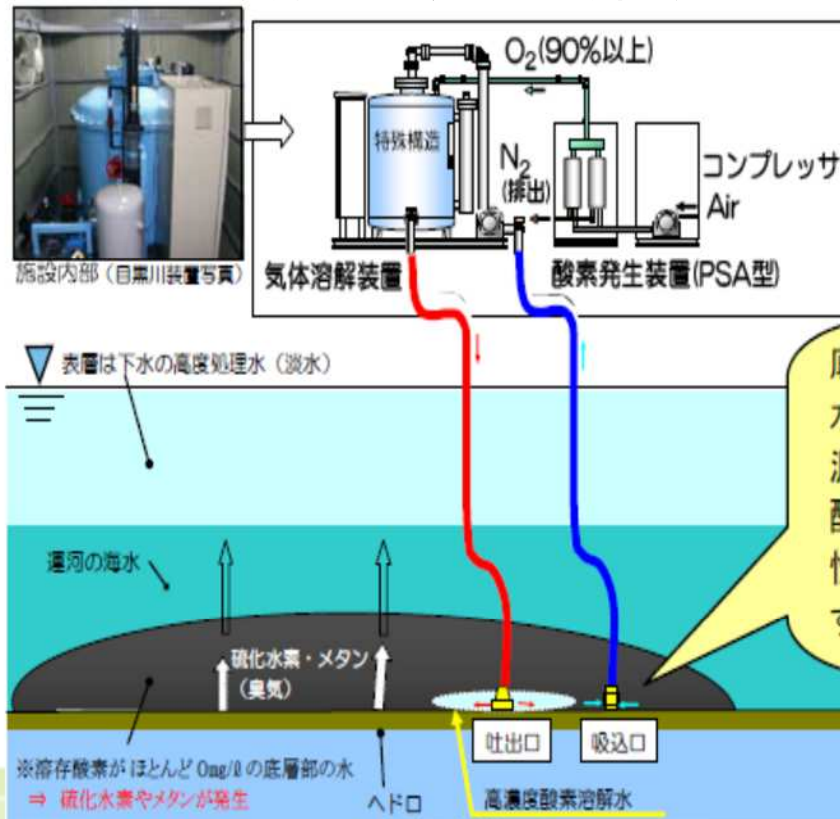 O₂(90%以上)
特殊構造
N₂
(排出)
コンプレッサ
Air
施設内部（目黒川装置写真）
気体溶解装置
酸素発生装置(PSA型)
表層は下水の高度処理水（淡水）
運河の海水
硫化水素・メタン
（臭気）
吐出口
吸込口
※溶存酸素がほとんど0mg/ℓの底層部の水
⇒ 硫化水素やメタンが発生
ヘドロ
高濃度酸素溶解水